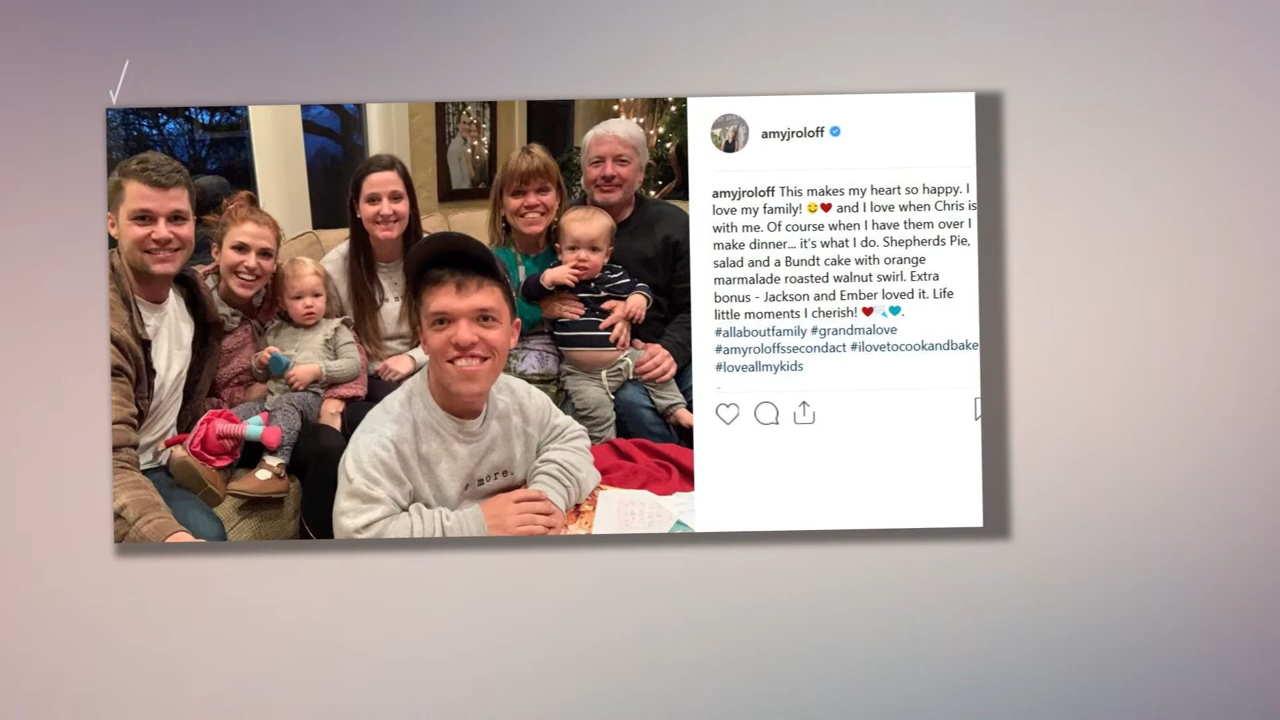 amyjroloff
amyjroloff This makes my heart so happy. I
love my family! 😊❤️ and I love when Chris is
with me. Of course when I have them over I
make dinner... it's what I do. Shepherds Pie,
salad and a Bundt cake with orange
marmalade roasted walnut swirl. Extra
bonus - Jackson and Ember loved it. Life
little moments I cherish! ❤️💙.
#allaboutfamily #grandmalove
#amyroloffssecondact #ilovetocookandbake
#loveallmykids
more.